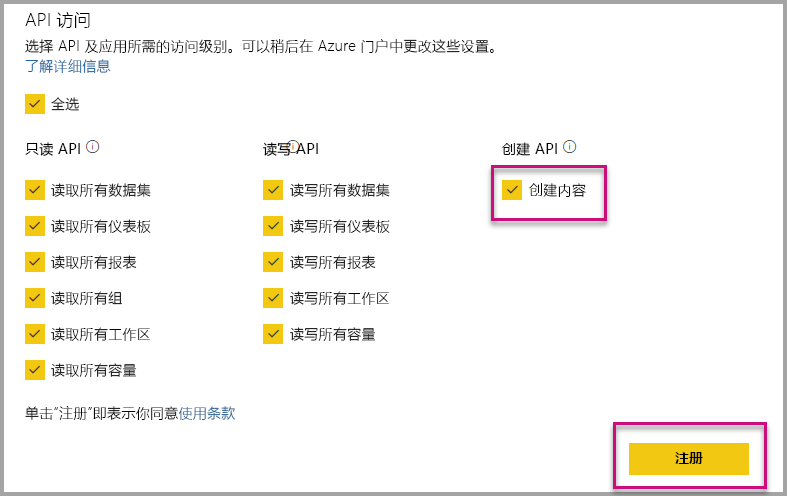 API 访问
选择 API 及应用所需的访问级别。可以稍后在 Azure 门户中更改这些设置。
了解详细信息
全选
只读 API
读取所有数据集
读取所有仪表板
读取所有报表
读取所有组
读取所有工作区
读取所有容量
读写 API
读写所有数据集
读写所有仪表板
读写所有报表
读写所有工作区
读写所有容量
创建 API
创建内容
单击“注册”即表示你同意使用条款
注册